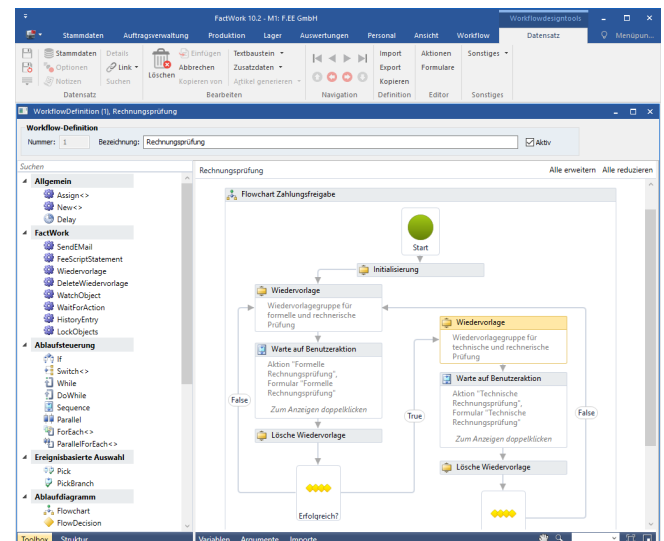 FactWork 10.2 - M1: F.EE GmbH
Workflowdesigntools
Stammdaten Auftragsverwaltung Produktion Lager Auswertungen Personal Ansicht Workflow Datensatz Menüpun...
Stammdaten Details Löschen Einfügen Textbaustein Import Aktionen Sonstiges
Optionen Link Abbrechen Zusatzdaten Export Formulare
Notizen Suchen Kopieren von Artikel generieren Kopieren
Datensatz Bearbeiten Navigation Definition Editor Sonstiges
WorkflowDefinition (1), Rechnungsprüfung
Workflow-Definition
Nummer: 1 Bezeichnung: Rechnungsprüfung Aktiv
Suchen
Allgemein
Assign<>
New<>
Delay
FactWork
SendEMail
FeeScriptStatement
Wiedervorlage
DeleteWiedervorlage
WatchObject
WaitForAction
HistoryEntry
LockObjects
Ablaufsteuerung
If
Switch<>
While
DoWhile
Sequence
Parallel
ForEach<>
ParallelForEach<>
Ereignisbasierte Auswahl
Pick
PickBranch
Ablaufdiagramm
Flowchart
FlowDecision
Toolbox Struktur
Rechnungsprüfung Alle erweitern Alle reduzieren
Flowchart Zahlungsfreigabe
Start
Initialisierung
Wiedervorlage
Wiedervorlagegruppe für
formelle und rechnerische
Prüfung
Warte auf Benutzeraktion
Aktion "Formelle
Rechnungsprüfung",
Formular "Formelle
Rechnungsprüfung"
Zum Anzeigen doppelklicken
False
Lösche Wiedervorlage
Erfolgreich?
True
Wiedervorlage
Wiedervorlagegruppe für
technische und rechnerische
Prüfung
Warte auf Benutzeraktion
Aktion "Technische
Rechnungsprüfung",
Formular "Technische
Rechnungsprüfung"
Zum Anzeigen doppelklicken
False
Lösche Wiedervorlage
Variablen Argumente Importe